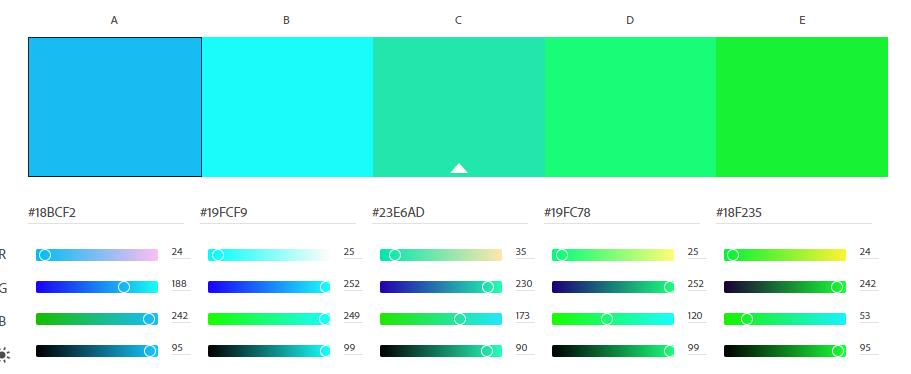 A B C D E
#18BCF2 #19FCF9 #23E6AD #19FC78 #18F235
R 24 25 35 25 24
G 188 252 230 252 242
B 242 249 173 120 53
95 99 90 99 95